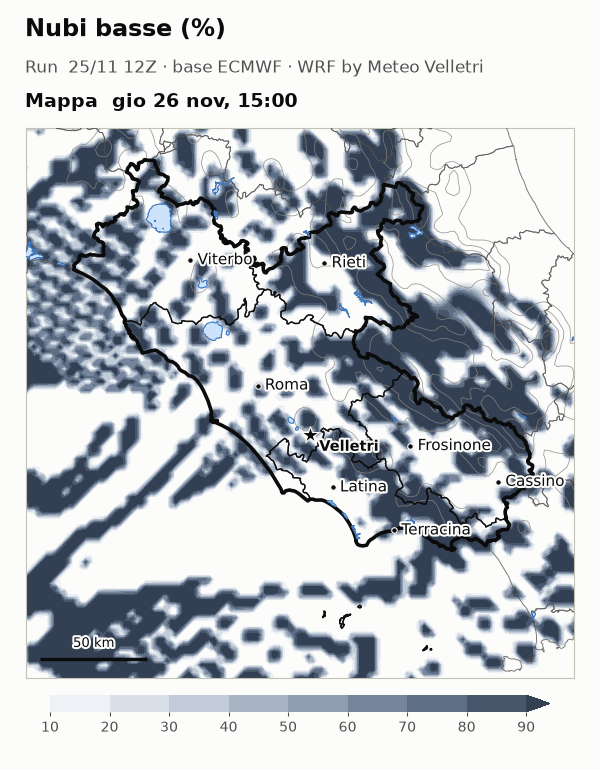 Nubi basse (%)
Run 25/11 12Z · base ECMWF · WRF by Meteo Velletri
Mappa gio 26 nov, 15:00
Viterbo
Rieti
Roma
Velletri
Frosinone
Cassino
Latina
Terracina
50 km
10 20 30 40 50 60 70 80 90